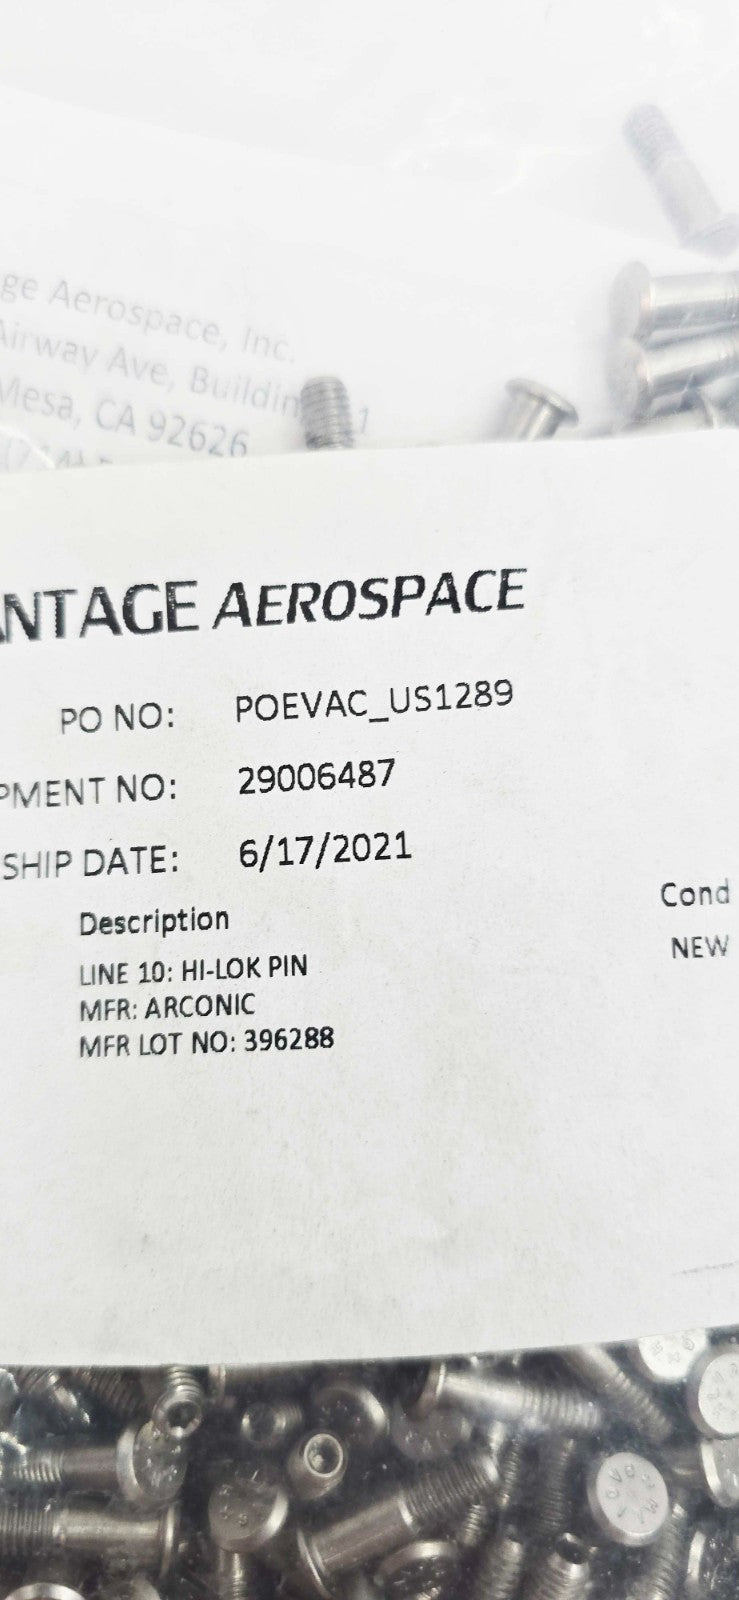 ge Aerospace, Inc.
Airway Ave, Buildin 1
Mesa, CA 92626
ANTAGE AEROSPACE
PO NO: POEVAC_US1289
PMENT NO: 29006487
SHIP DATE: 6/17/2021
Description Cond
LINE 10: HI-LOK PIN NEW
MFR: ARCONIC
MFR LOT NO: 396288